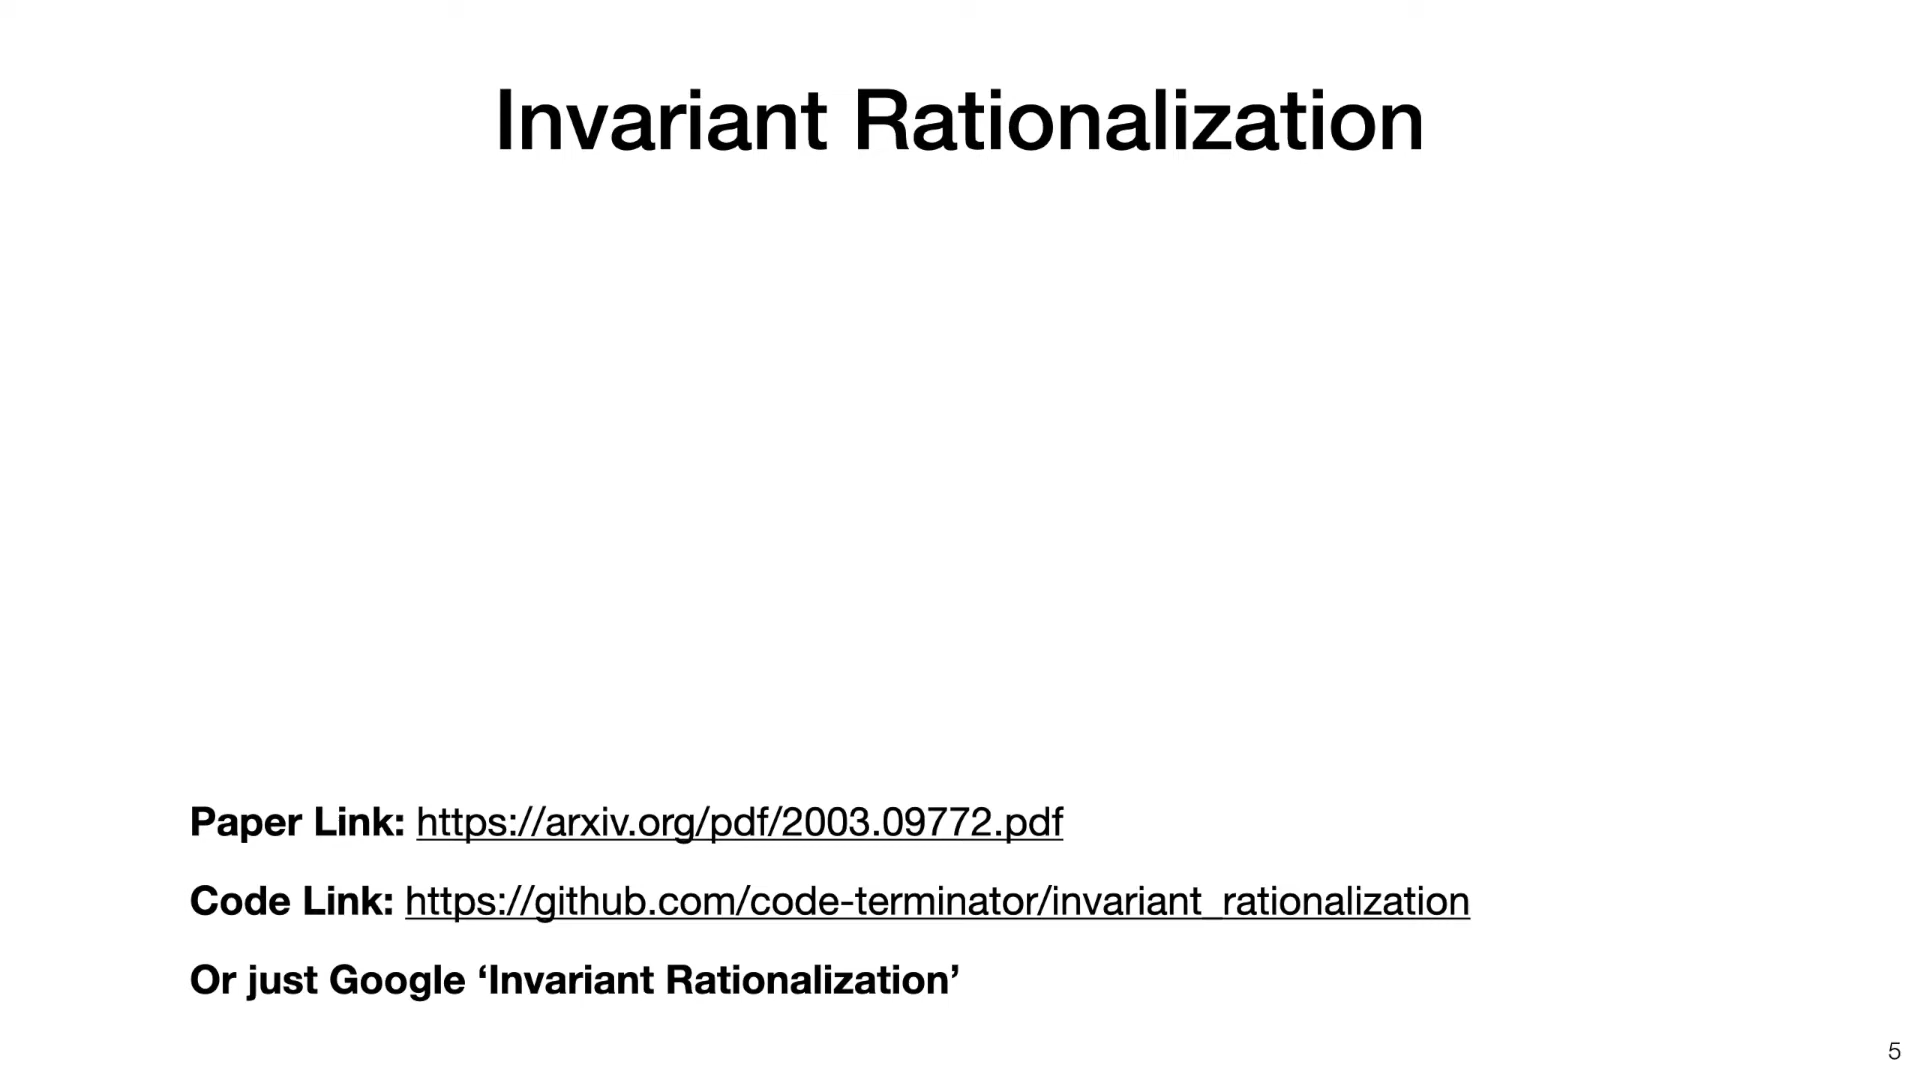 Invariant Rationalization
Paper Link: https://arxiv.org/pdf/2003.09772.pdf
Code Link: https://github.com/code-terminator/invariant_rationalization
Or just Google ‘Invariant Rationalization’
5